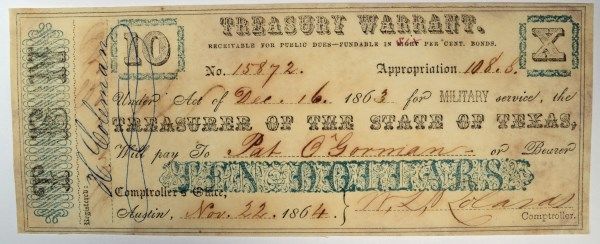 10
TREASURY WARRANT.
X
RECEIVABLE FOR PUBLIC DUES—FUNDABLE IN PER CENT. BONDS.
No. 15872. Appropriation 108.6.
Under Act of Dec. 16. 1863 for MILITARY service, the
TREASURER OF THE STATE OF TEXAS,
Will pay To Pat O'Gorman or Bearer
TEN DOLLARS.
Comptroller's Office,
Austin, Nov. 22. 1864.
Comptroller.
TEN
Registered